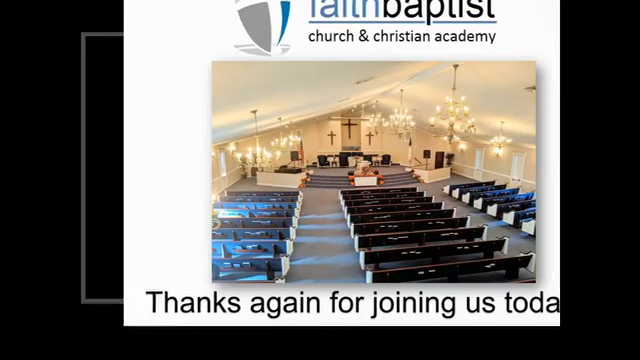 faithbaptist
church & christian academy
Thanks again for joining us toda